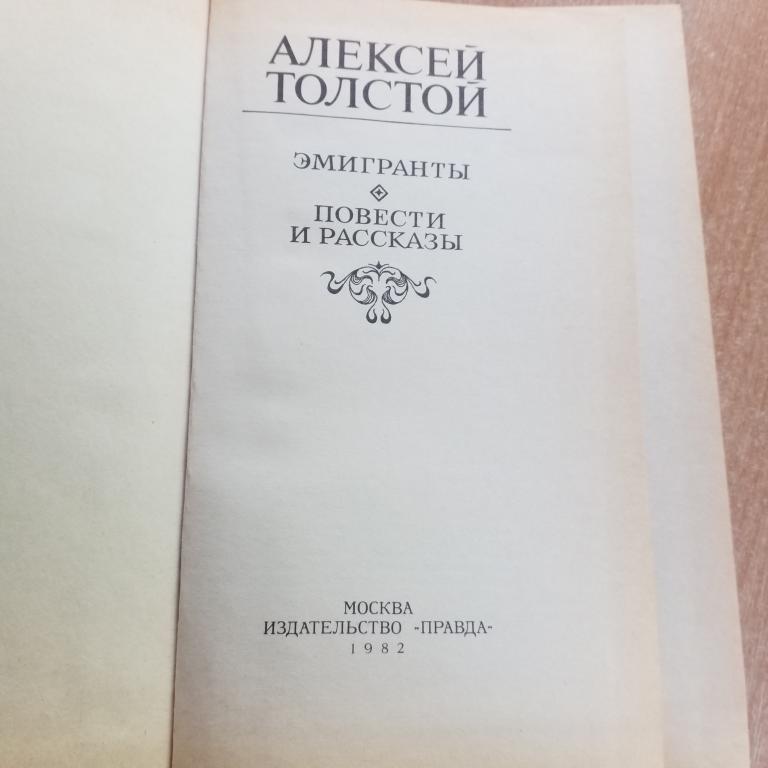 АЛЕКСЕЙ
ТОЛСТОЙ
ЭМИГРАНТЫ
ПОВЕСТИ
И РАССКАЗЫ
МОСКВА
ИЗДАТЕЛЬСТВО «ПРАВДА»
1982